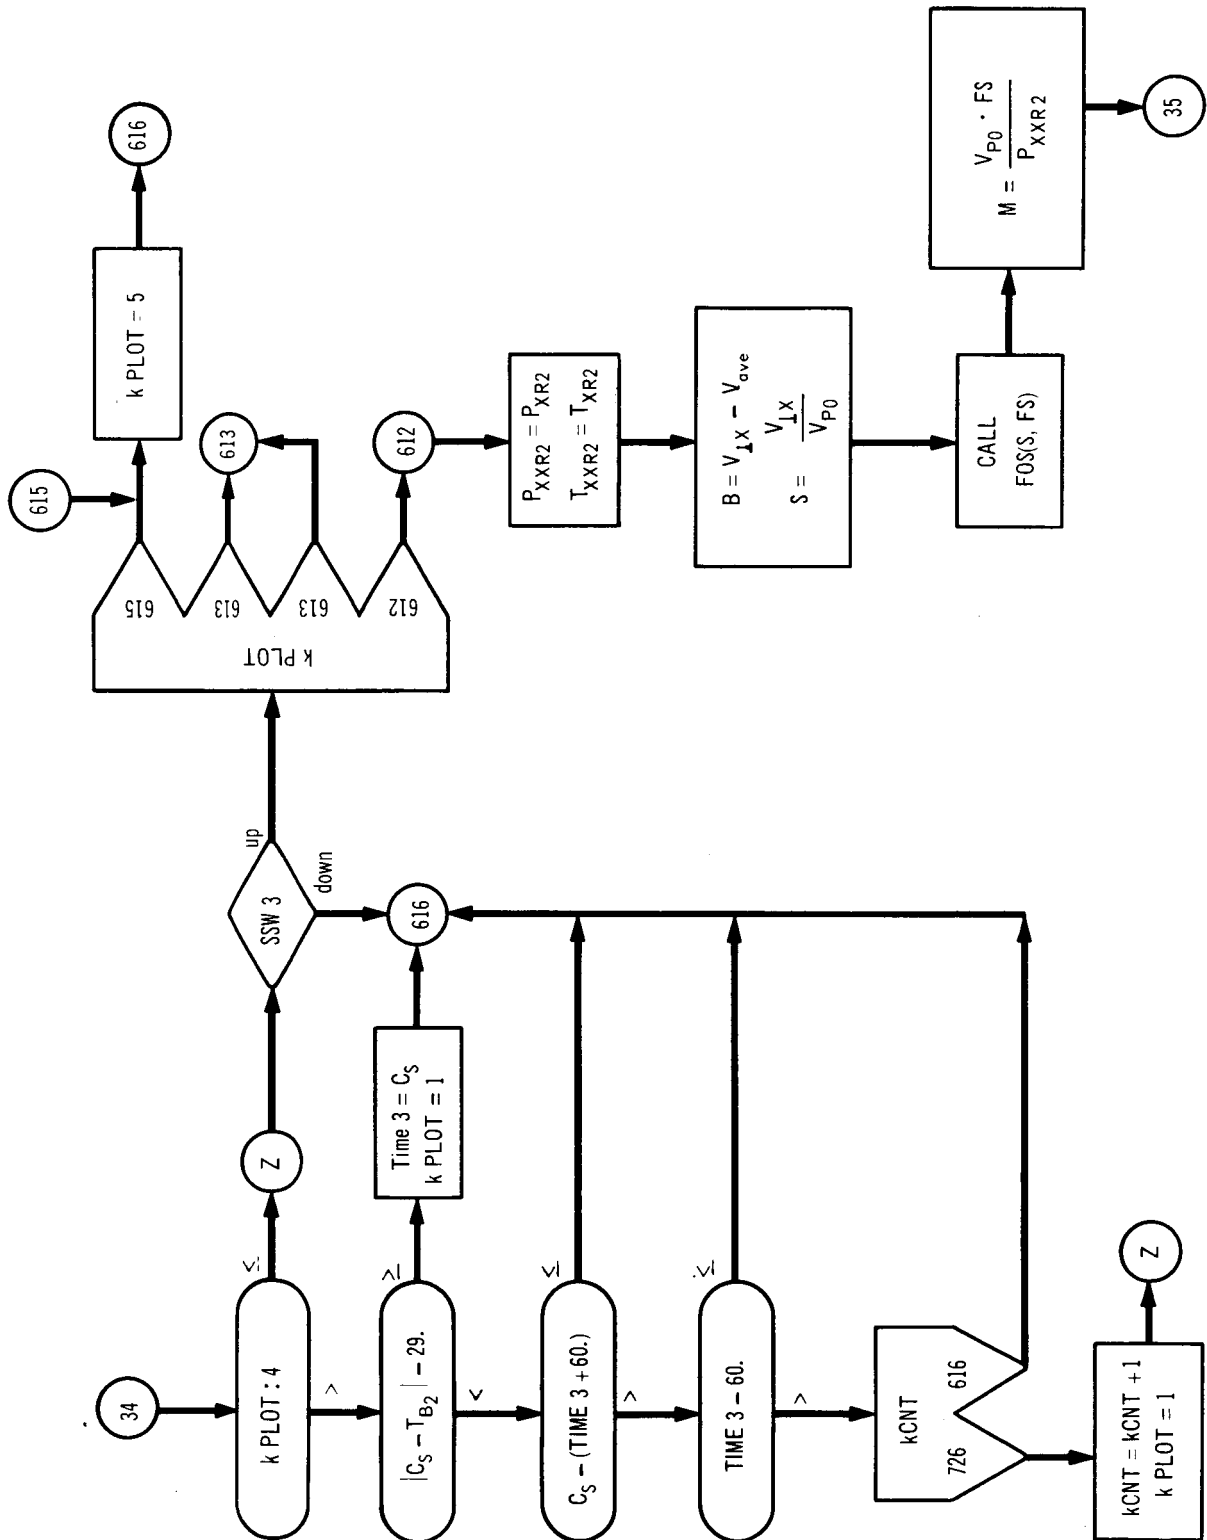 34
k PLOT : 4
≤
>
Z
SSW 3
up
down
k PLOT
615
613
613
612
615
k PLOT = 5
616
613
612
|C_S − T_B2| − 29.
≥
<
Time 3 = C_S
k PLOT = 1
616
C_S − (TIME 3 + 60.)
≤
>
TIME 3 − 60.
≤
>
kCNT
726
616
kCNT = kCNT +1
k PLOT = 1
Z
P_XXR2 = P_XR2
T_XXR2 = T_XR2
B = V_⊥X − V_ave
S = V_⊥X / V_P0
CALL
FOS(S, FS)
M = V_P0 · FS / P_XXR2
35